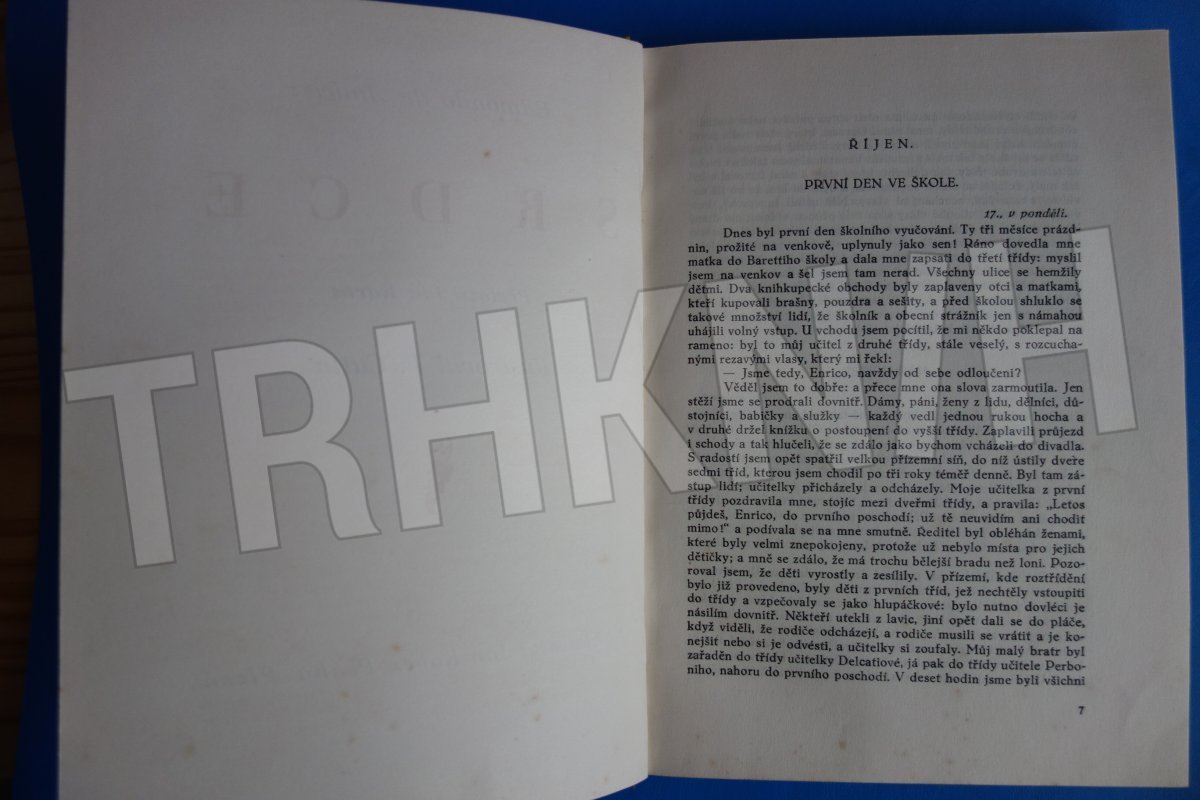 Edmondo de Amicis
SRDCE
ŘÍJEN.
PRVNÍ DEN VE ŠKOLE.
17., v pondělí.
Dnes byl první den školního vyučování. Ty tři měsíce prázd-
nin, prožité na venkově, uplynuly jako sen! Ráno dovedla mne
matka do Barettiho školy a dala mne zapsati do třetí třídy: myslil
jsem na venkov a šel jsem tam nerad. Všechny ulice se hemžily
dětmi. Dva knihkupecké obchody byly zaplaveny otci a matkami,
kteří kupovali brašny, pouzdra a sešity, a před školou shluklo se
takové množství lidí, že školník a obecní strážník jen s námahou
uhájili volný vstup. U vchodu jsem pocítil, že mi někdo poklepal na
rameno: byl to můj učitel z druhé třídy, stále veselý, s rozcucha-
nými rezavými vlasy, který mi řekl:
— Jsme tedy, Enrico, navždy od sebe odloučeni?
Věděl jsem to dobře: a přece mne ona slova zarmoutila. Jen
stěží jsme se prodrali dovnitř. Dámy, páni, ženy z lidu, dělníci, dů-
stojníci, babičky a služky — každý vedl jednou rukou hocha a
v druhé držel knížku o postoupení do vyšší třídy. Zaplavili průjezd
i schody a tak hlučeli, že se zdálo jako bychom vcházeli do divadla.
S radostí jsem opět spatřil velkou přízemní síň, do níž ústily dveře
sedmi tříd, kterou jsem chodil po tři roky téměř denně. Byl tam zá-
stup lidí; učitelky přicházely a odcházely. Moje učitelka z první
třídy pozdravila mne, stojíc mezi dveřmi třídy, a pravila: „Letos
půjdeš, Enrico, do prvního poschodí; už tě neuvidím ani chodit
mimo!“ a podívala se na mne smutně. Ředitel byl obléhán ženami,
které byly velmi znepokojeny, protože už nebylo místa pro jejich
dětičky; a mně se zdálo, že má trochu bělejší bradu než loni. Pozo-
roval jsem, že děti vyrostly a zesílily. V přízemí, kde roztřídění
bylo již provedeno, byly děti z prvních tříd, jež nechtěly vstoupiti
do třídy a vzpečovaly se jako hlupáčkové: bylo nutno dovléci je
násilím dovnitř. Někteří utekli z lavic, jiní opět dali se do pláče,
když viděli, že rodiče odcházejí, a rodiče musili se vrátit a je ko-
nejšit nebo si je odvésti, a učitelky si zoufaly. Můj malý bratr byl
zařaděn do třídy učitelky Delcatiové, já pak do třídy učitele Perbo-
niho, nahoru do prvního poschodí. V deset hodin jsme byli všichni
7
TRHKNIH